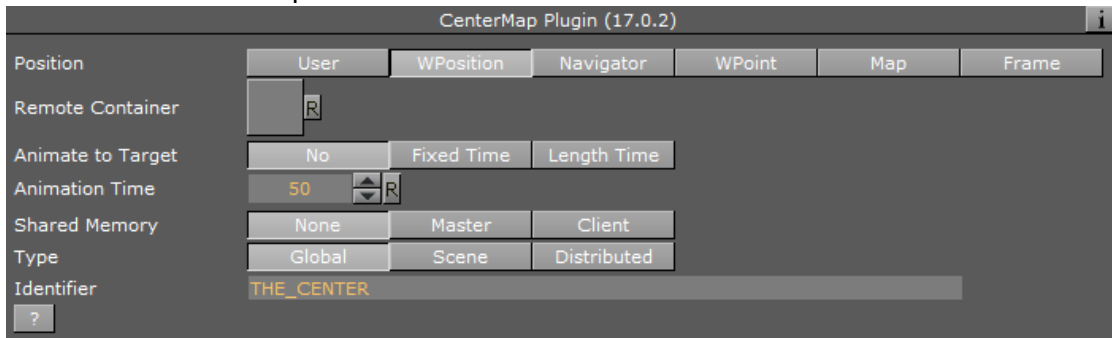 CenterMap Plugin (17.0.2) i
Position User WPosition Navigator WPoint Map Frame
Remote Container R
Animate to Target No Fixed Time Length Time
Animation Time 50 R
Shared Memory None Master Client
Type Global Scene Distributed
Identifier THE_CENTER
?